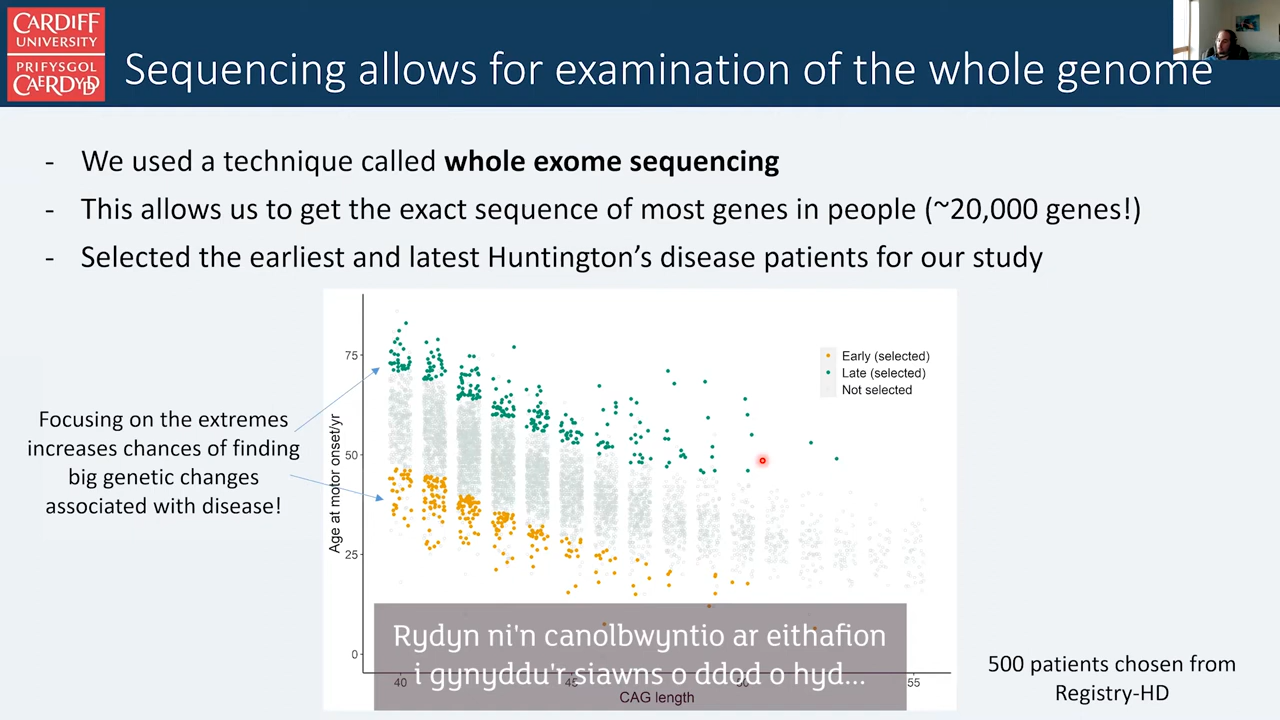 CARDIFF
UNIVERSITY
PRIFYSGOL
CAERDYDD
Sequencing allows for examination of the whole genome
- We used a technique called whole exome sequencing
- This allows us to get the exact sequence of most genes in people (~20,000 genes!)
- Selected the earliest and latest Huntington's disease patients for our study
Focusing on the extremes
increases chances of finding
big genetic changes
associated with disease!
Age at motor onset/yr
75
50
25
0
Early (selected)
Late (selected)
Not selected
40
45
50
55
CAG length
Rydyn ni'n canolbwyntio ar eithafion
i gynyddu'r siawns o ddod o hyd...
500 patients chosen from
Registry-HD